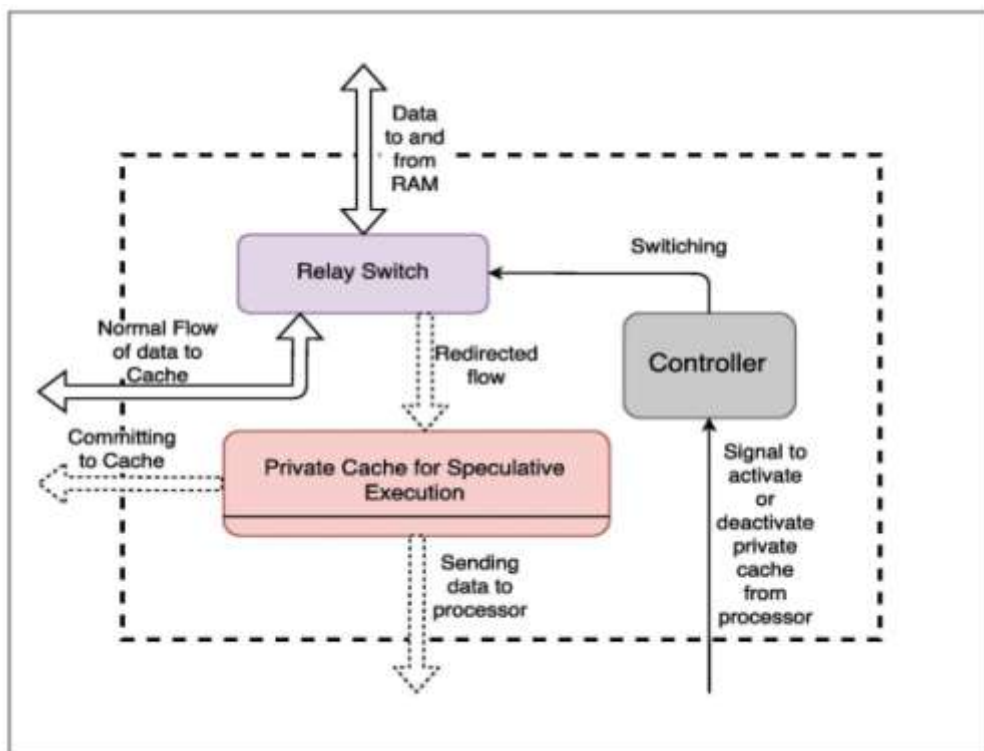 Data
to and
from
RAM
Switiching
Relay Switch
Normal Flow
of data to
Cache
Redirected
flow
Controller
Committing
to Cache
Private Cache for Speculative
Execution
Signal to
activate
or
deactivate
private
cache
from
processor
Sending
data to
processor